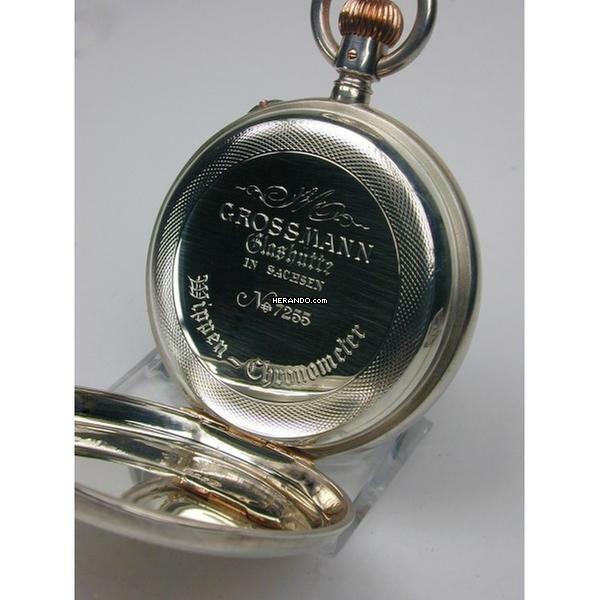 M.
GROSSMANN
Glashütte
IN SACHSEN
No 7255
HERANDO.com
Wippen-Chronometer